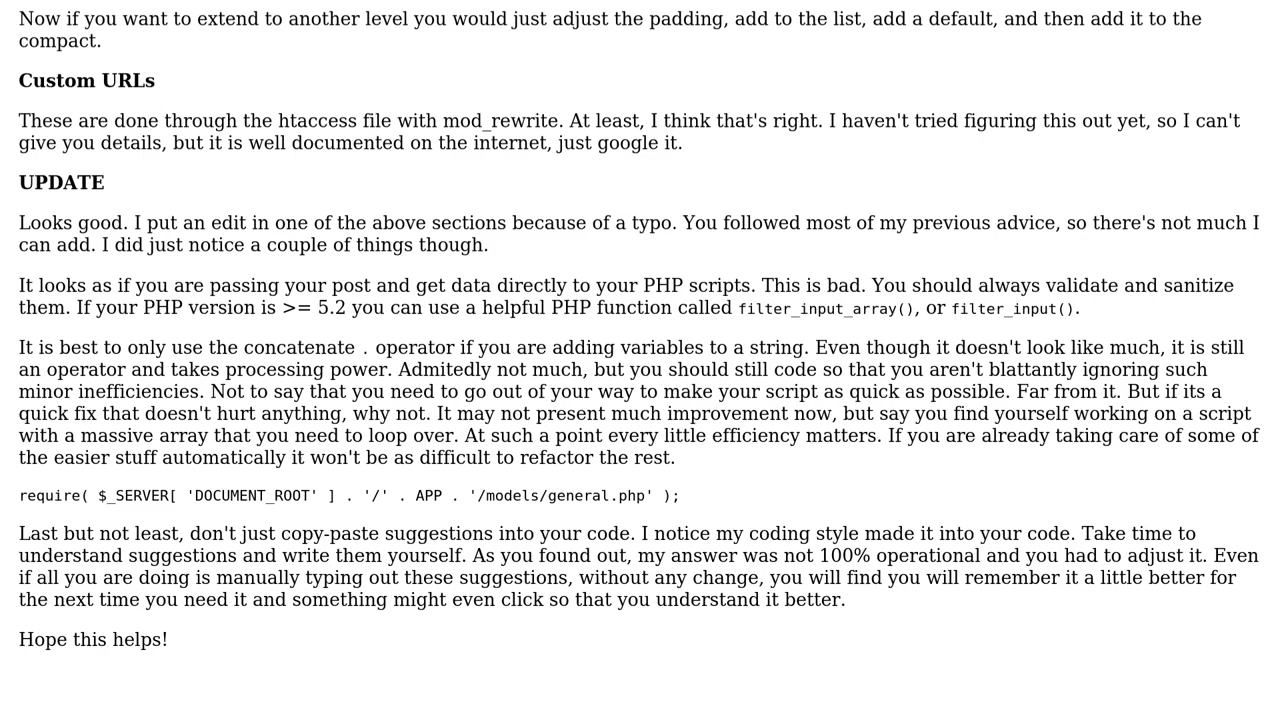 Now if you want to extend to another level you would just adjust the padding, add to the list, add a default, and then add it to the
compact.
Custom URLs
These are done through the htaccess file with mod_rewrite. At least, I think that's right. I haven't tried figuring this out yet, so I can't
give you details, but it is well documented on the internet, just google it.
UPDATE
Looks good. I put an edit in one of the above sections because of a typo. You followed most of my previous advice, so there's not much I
can add. I did just notice a couple of things though.
It looks as if you are passing your post and get data directly to your PHP scripts. This is bad. You should always validate and sanitize
them. If your PHP version is >= 5.2 you can use a helpful PHP function called filter_input_array(), or filter_input().
It is best to only use the concatenate . operator if you are adding variables to a string. Even though it doesn't look like much, it is still
an operator and takes processing power. Admitedly not much, but you should still code so that you aren't blattantly ignoring such
minor inefficiencies. Not to say that you need to go out of your way to make your script as quick as possible. Far from it. But if its a
quick fix that doesn't hurt anything, why not. It may not present much improvement now, but say you find yourself working on a script
with a massive array that you need to loop over. At such a point every little efficiency matters. If you are already taking care of some of
the easier stuff automatically it won't be as difficult to refactor the rest.
require( $_SERVER[ 'DOCUMENT_ROOT' ] . '/' . APP . '/models/general.php' );
Last but not least, don't just copy-paste suggestions into your code. I notice my coding style made it into your code. Take time to
understand suggestions and write them yourself. As you found out, my answer was not 100% operational and you had to adjust it. Even
if all you are doing is manually typing out these suggestions, without any change, you will find you will remember it a little better for
the next time you need it and something might even click so that you understand it better.
Hope this helps!